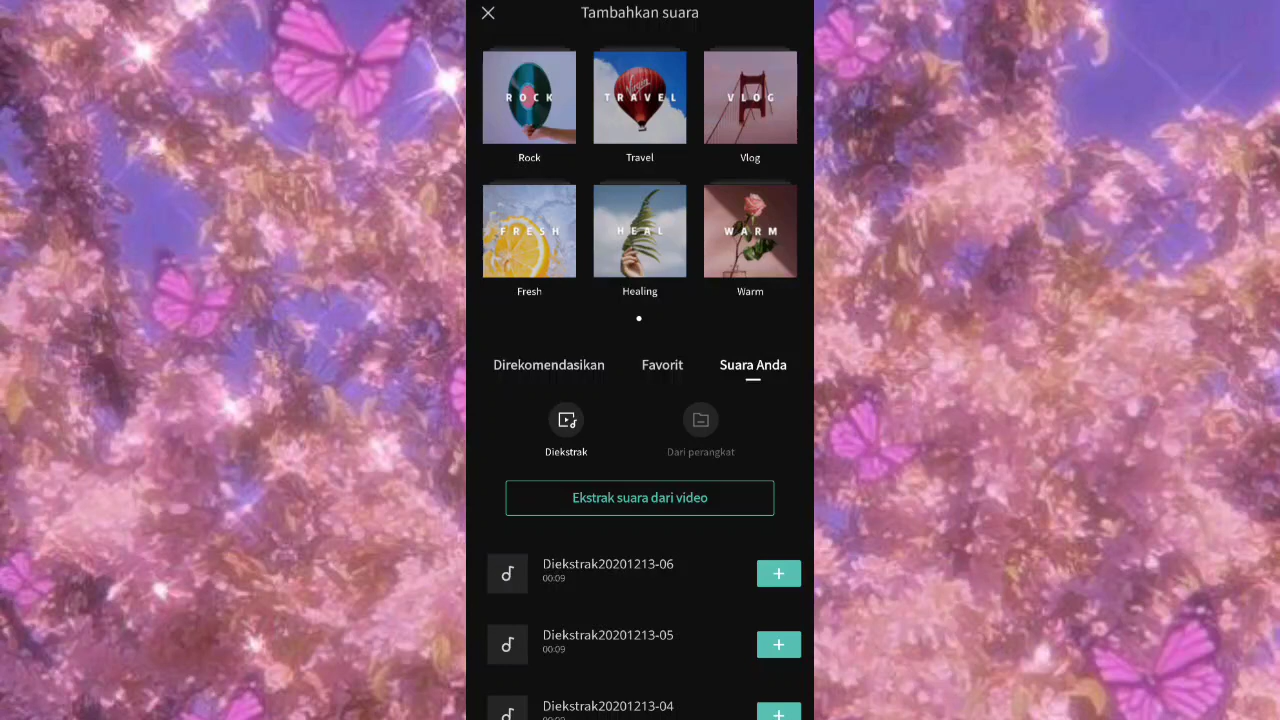 Tambahkan suara
ROCK
TRAVEL
VLOG
Rock
Travel
Vlog
FRESH
HEAL
WARM
Fresh
Healing
Warm
Direkomendasikan
Favorit
Suara Anda
Diekstrak
Dari perangkat
Ekstrak suara dari video
Diekstrak20201213-06
00:09
+
Diekstrak20201213-05
00:09
+
Diekstrak20201213-04